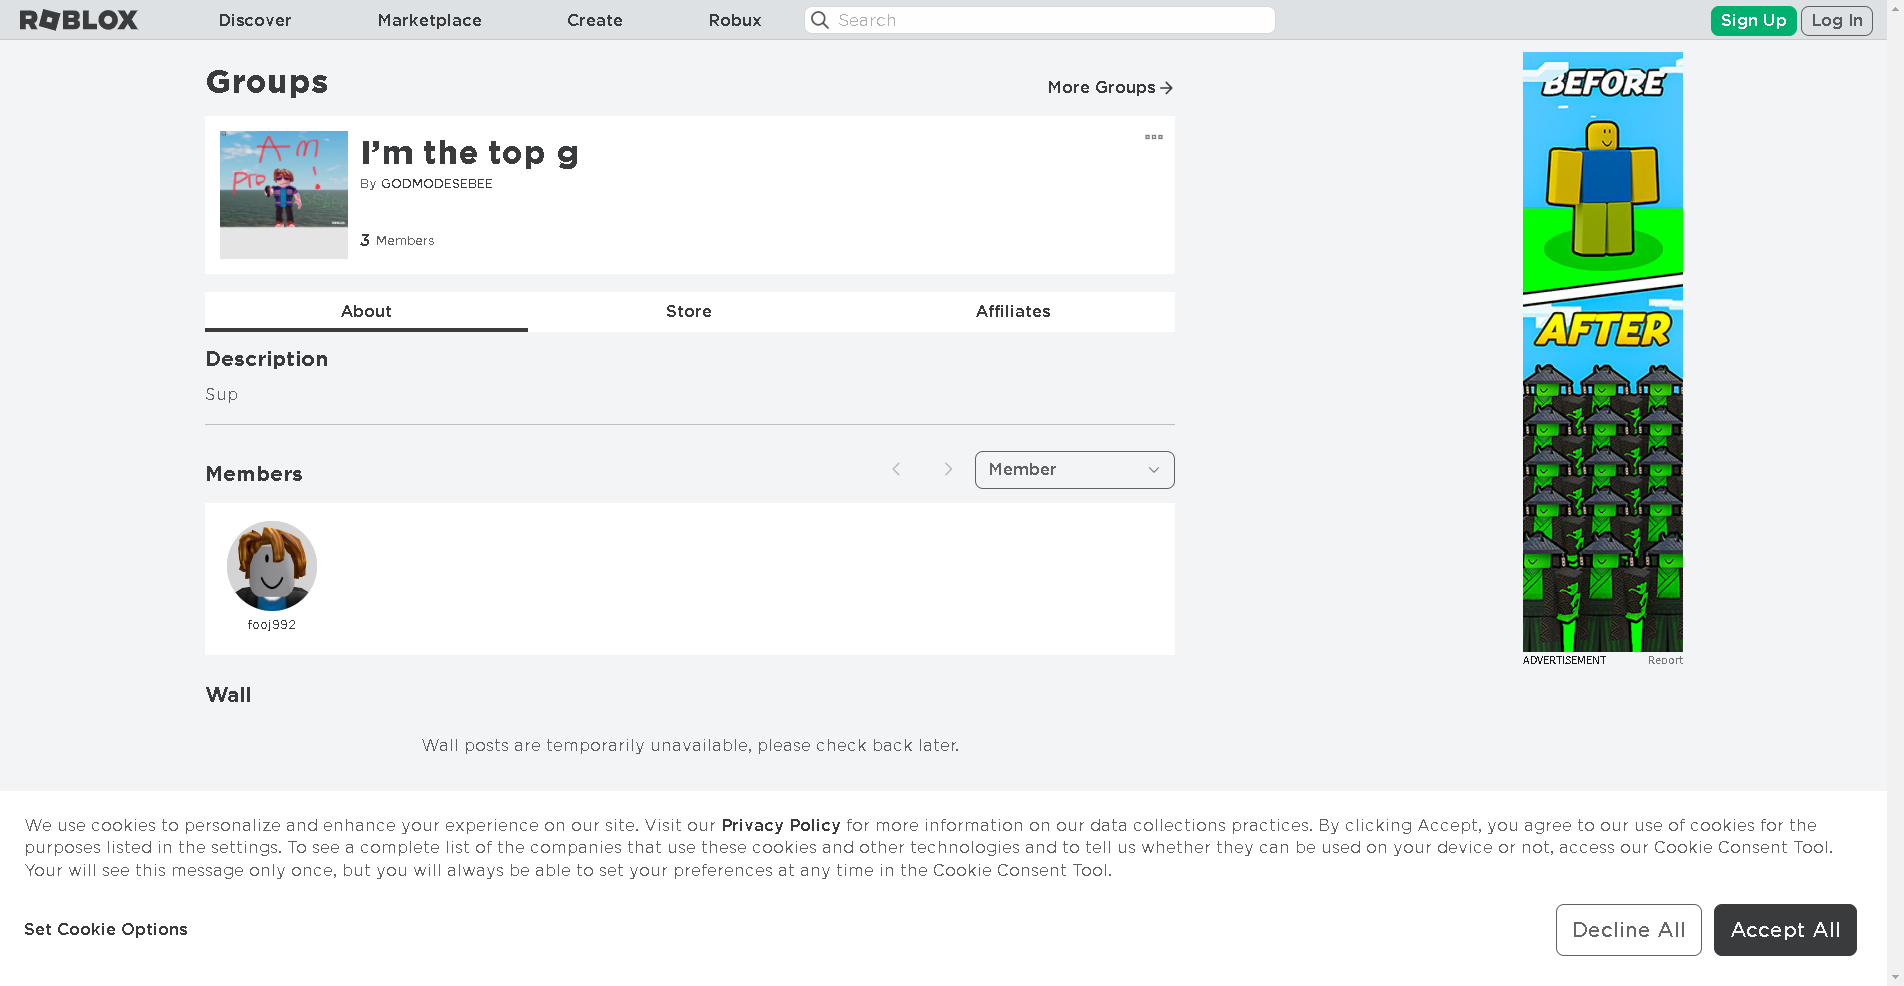 ROBLOX
Discover
Marketplace
Create
Robux
Search
Sign Up
Log In
Groups
More Groups
AM
Pro !
I'm the top g
By GODMODESEBEE
3 Members
About
Store
Affiliates
Description
Sup
Members
Member
fooj992
Wall
Wall posts are temporarily unavailable, please check back later.
BEFORE
AFTER
ADVERTISEMENT
Report
We use cookies to personalize and enhance your experience on our site. Visit our Privacy Policy for more information on our data collections practices. By clicking Accept, you agree to our use of cookies for the
purposes listed in the settings. To see a complete list of the companies that use these cookies and other technologies and to tell us whether they can be used on your device or not, access our Cookie Consent Tool.
Your will see this message only once, but you will always be able to set your preferences at any time in the Cookie Consent Tool.
Set Cookie Options
Decline All
Accept All